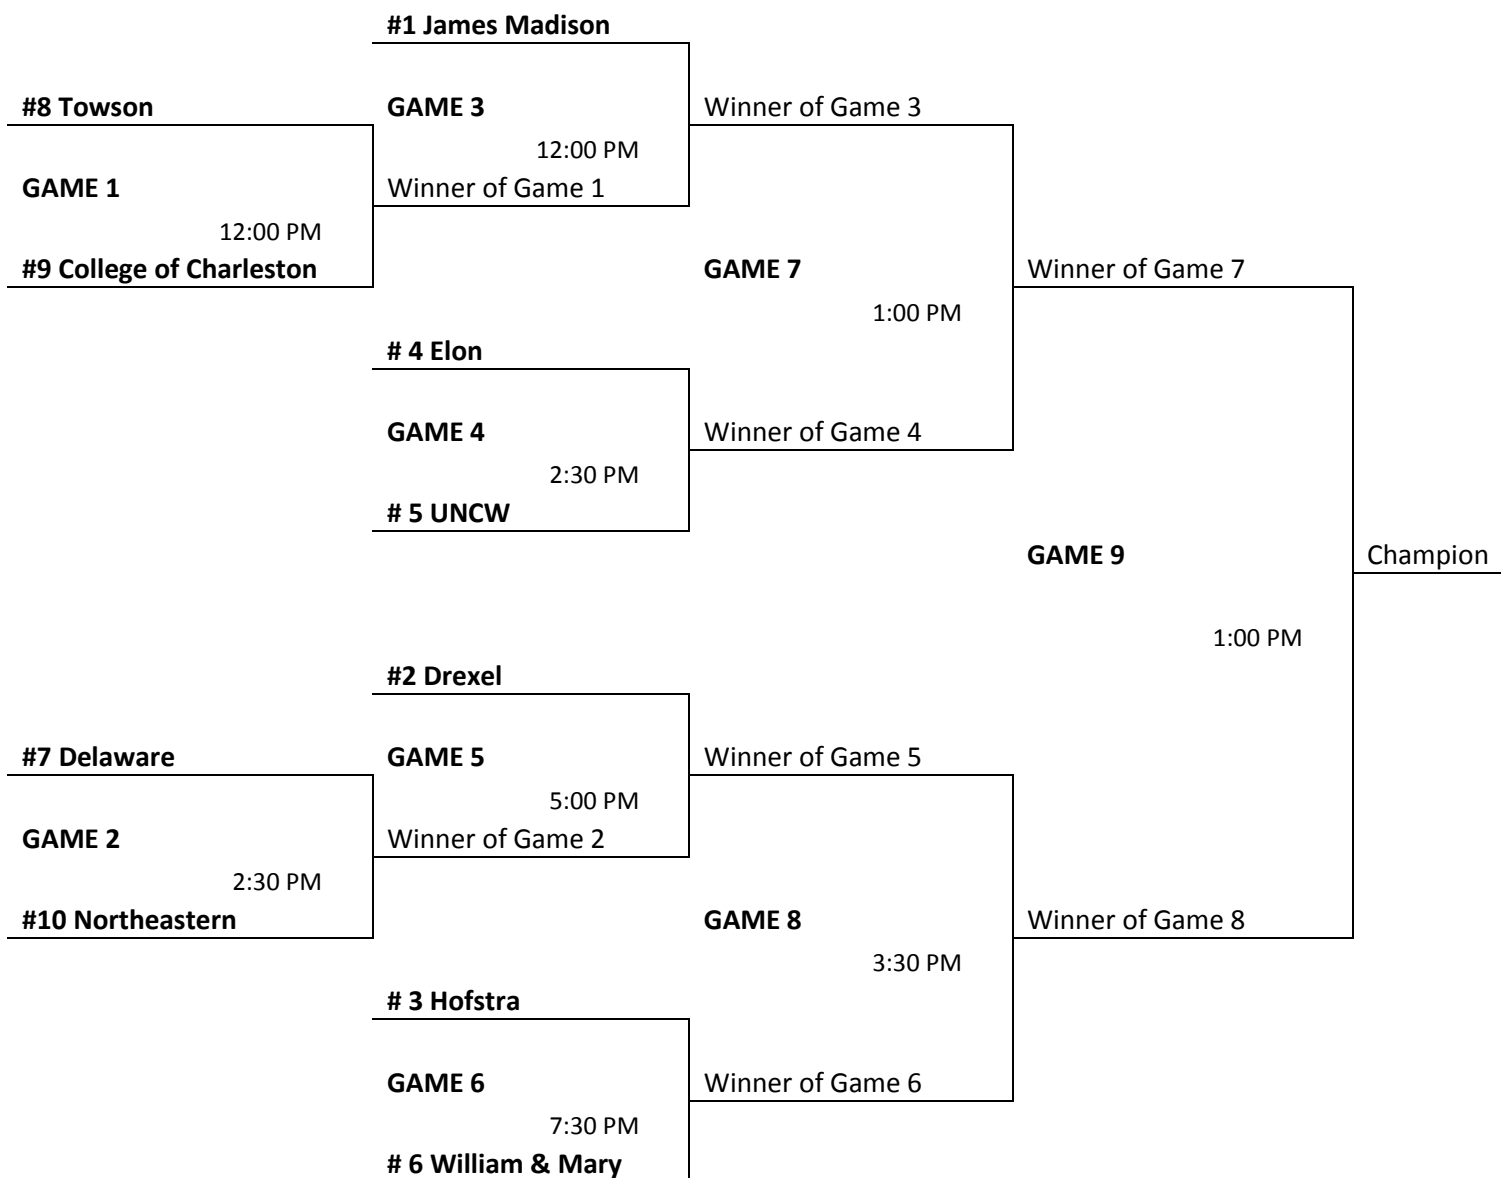 #1 James Madison
#8 Towson
GAME 3
Winner of Game 3
12:00 PM
GAME 1
Winner of Game 1
12:00 PM
#9 College of Charleston
GAME 7
Winner of Game 7
1:00 PM
# 4 Elon
GAME 4
Winner of Game 4
2:30 PM
# 5 UNCW
GAME 9
Champion
1:00 PM
#2 Drexel
#7 Delaware
GAME 5
Winner of Game 5
5:00 PM
GAME 2
Winner of Game 2
2:30 PM
#10 Northeastern
GAME 8
Winner of Game 8
3:30 PM
# 3 Hofstra
GAME 6
Winner of Game 6
7:30 PM
# 6 William & Mary